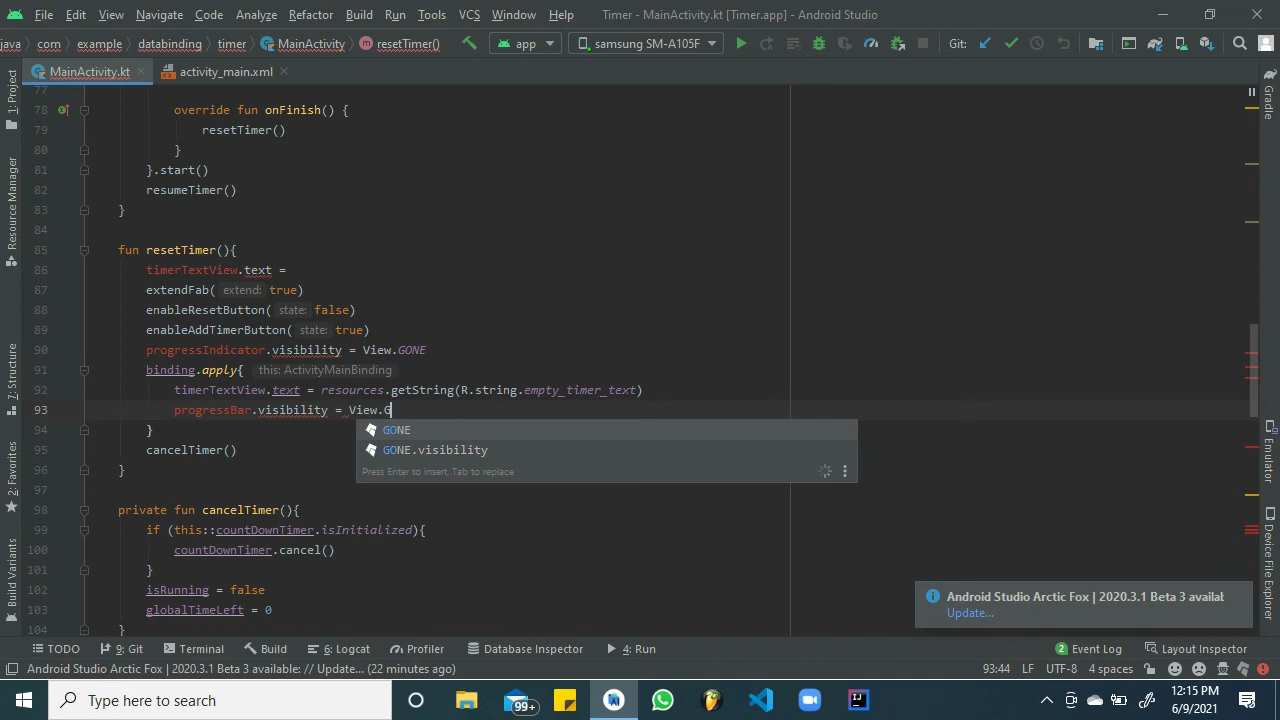 File Edit View Navigate Code Analyze Refactor Build Run Tools VCS Window Help Timer - MainActivity.kt [Timer.app] - Android Studio
java com example databinding timer MainActivity resetTimer() app samsung SM-A105F Git:
MainActivity.kt activity_main.xml
77
78 override fun onFinish() {
79 resetTimer()
80 }
81 }.start()
82 resumeTimer()
83 }
84
85 fun resetTimer(){
86 timerTextView.text =
87 extendFab( extend: true)
88 enableResetButton( state: false)
89 enableAddTimerButton( state: true)
90 progressIndicator.visibility = View.GONE
91 binding.apply{ this: ActivityMainBinding
92 timerTextView.text = resources.getString(R.string.empty_timer_text)
93 progressBar.visibility = View.G
GONE
GONE.visibility
Press Enter to insert, Tab to replace
94 }
95 cancelTimer()
96 }
97
98 private fun cancelTimer(){
99 if (this::countDownTimer.isInitialized){
100 countDownTimer.cancel()
101 }
102 isRunning = false
103 globalTimeLeft = 0
104 }
1: Project
Resource Manager
7: Structure
2: Favorites
Build Variants
Gradle
Emulator
Device File Explorer
Android Studio Arctic Fox | 2020.3.1 Beta 3 availat
Update...
TODO 9: Git Terminal Build 6: Logcat Profiler Database Inspector 4: Run 2 Event Log Layout Inspector
Android Studio Arctic Fox | 2020.3.1 Beta 3 available: // Update... (22 minutes ago) 93:44 LF UTF-8 4 spaces
Type here to search 99+ 12:15 PM
6/9/2021